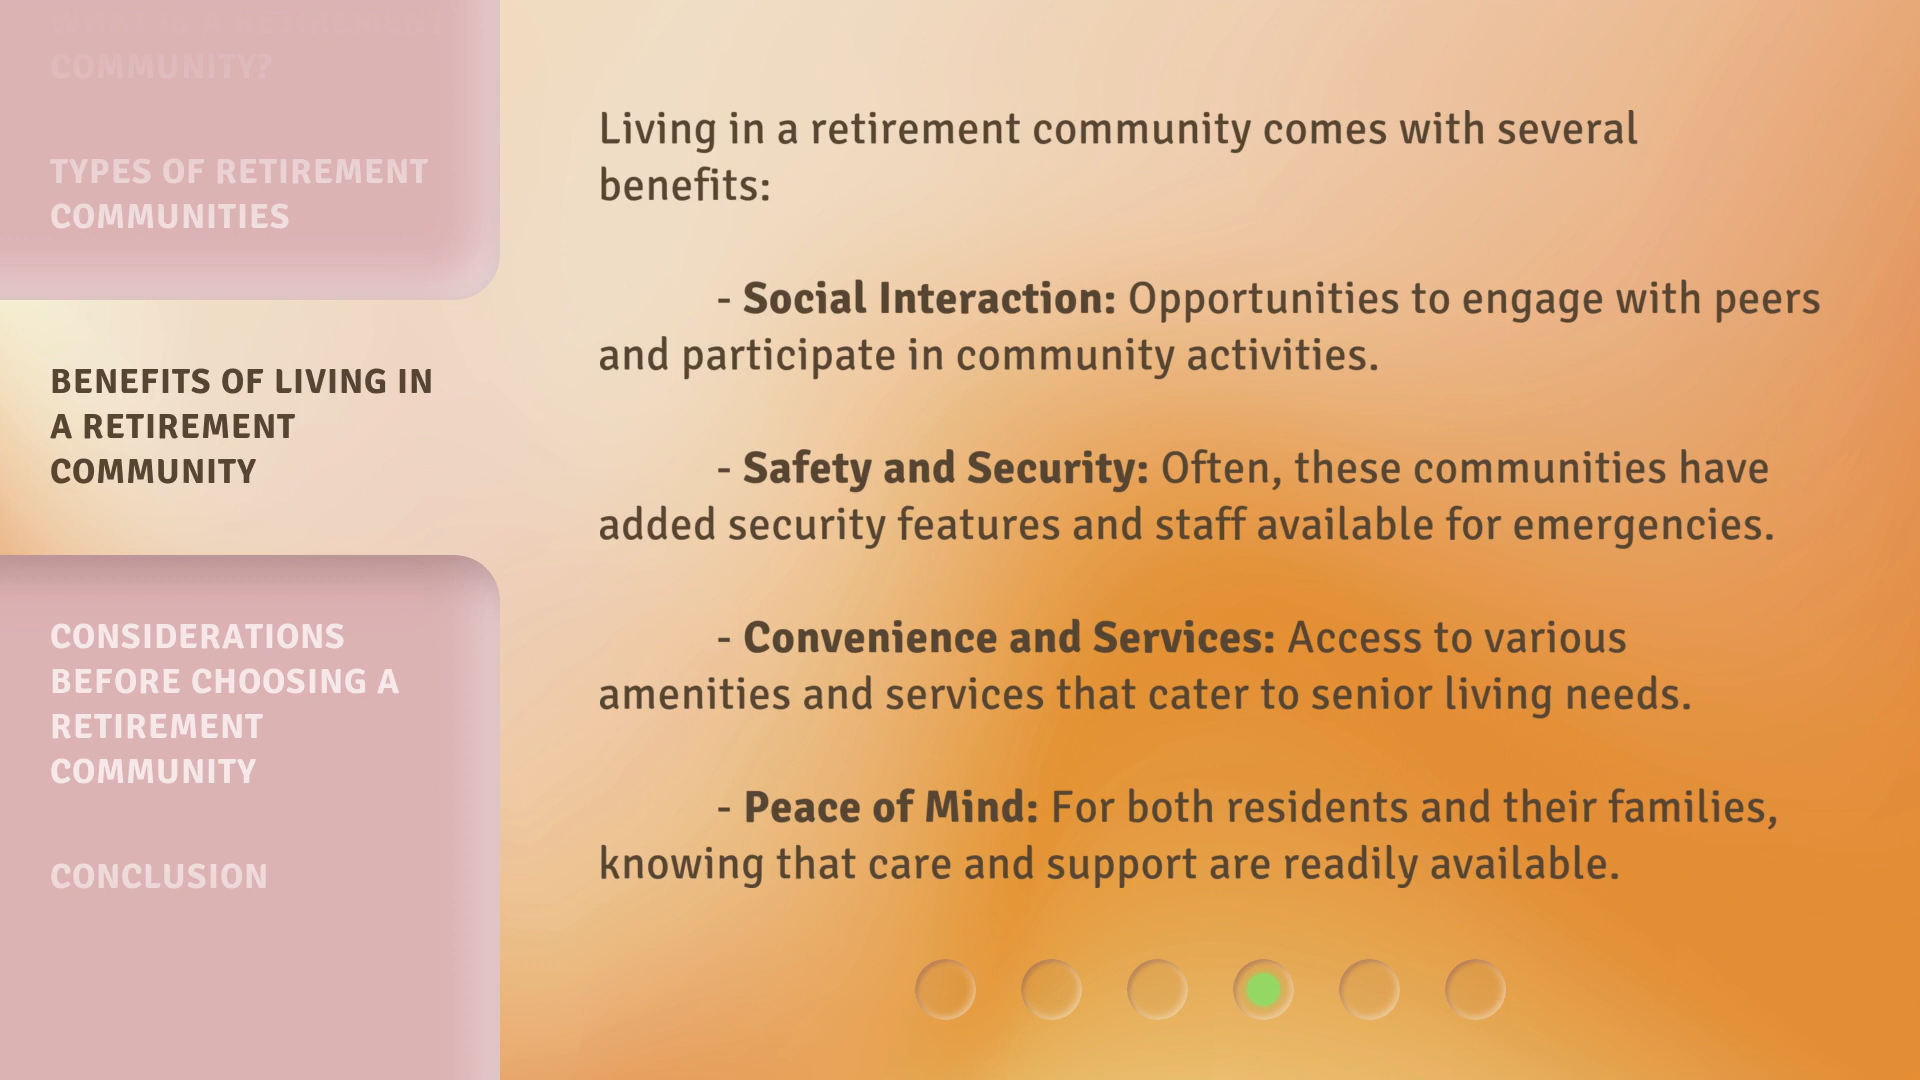 WHAT IS A RETIREMENT
COMMUNITY?
TYPES OF RETIREMENT
COMMUNITIES
BENEFITS OF LIVING IN
A RETIREMENT
COMMUNITY
CONSIDERATIONS
BEFORE CHOOSING A
RETIREMENT
COMMUNITY
CONCLUSION
Living in a retirement community comes with several
benefits:
- Social Interaction: Opportunities to engage with peers
and participate in community activities.
- Safety and Security: Often, these communities have
added security features and staff available for emergencies.
- Convenience and Services: Access to various
amenities and services that cater to senior living needs.
- Peace of Mind: For both residents and their families,
knowing that care and support are readily available.